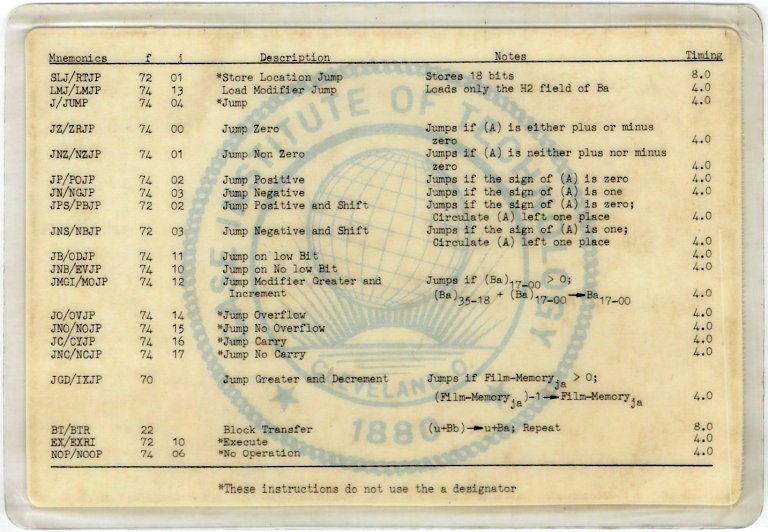 Mnemonics f j Description Notes Timing
SLJ/RTJP 72 01 *Store Location Jump Stores 18 bits 8.0
LMJ/LMJP 74 13 Load Modifier Jump Loads only the H2 field of Ba 4.0
J/JUMP 74 04 *Jump 4.0
JZ/ZRJP 74 00 Jump Zero Jumps if (A) is either plus or minus
zero 4.0
JNZ/NZJP 74 01 Jump Non Zero Jumps if (A) is neither plus nor minus
zero 4.0
JP/POJP 74 02 Jump Positive Jumps if the sign of (A) is zero 4.0
JN/NGJP 74 03 Jump Negative Jumps if the sign of (A) is one 4.0
JPS/PBJP 72 02 Jump Positive and Shift Jumps if the sign of (A) is zero;
Circulate (A) left one place 4.0
JNS/NBJP 72 03 Jump Negative and Shift Jumps if the sign of (A) is one;
Circulate (A) left one place 4.0
JB/ODJP 74 11 Jump on low Bit 4.0
JNB/EVJP 74 10 Jump on No low Bit 4.0
JMGI/MOJP 74 12 Jump Modifier Greater and Jumps if (Ba)17-00 > 0;
Increment (Ba)35-18 + (Ba)17-00→Ba17-00 4.0
JO/OVJP 74 14 *Jump Overflow 4.0
JNO/NOJP 74 15 *Jump No Overflow 4.0
JC/CYJP 74 16 *Jump Carry 4.0
JNC/NCJP 74 17 *Jump No Carry 4.0
JGD/IXJP 70 Jump Greater and Decrement Jumps if Film-Memory ja > 0;
(Film-Memory ja)-1→Film-Memory ja 4.0
BT/BTR 22 Block Transfer (u+Bb)→u+Ba; Repeat 8.0
EX/EXRI 72 10 *Execute 4.0
NOP/NOOP 74 06 *No Operation 4.0
*These instructions do not use the a designator
CASE INSTITUTE OF TECHNOLOGY
CLEVELAND, O.
1880